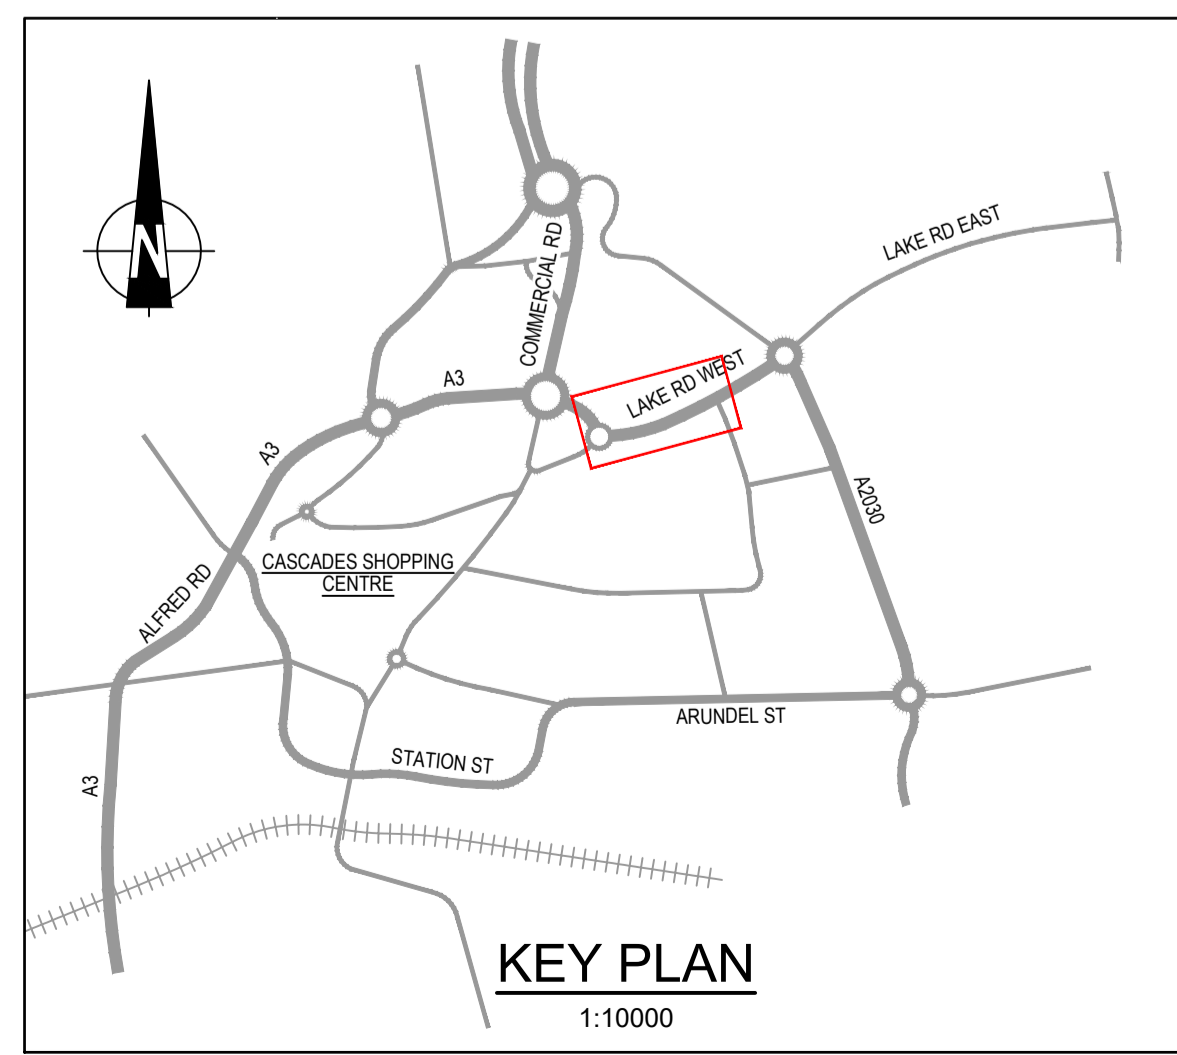 N
COMMERCIAL RD
LAKE RD EAST
A3
LAKE RD WEST
A3
A2030
CASCADES SHOPPING
CENTRE
ALFRED RD
ARUNDEL ST
STATION ST
A3
KEY PLAN
1:10000